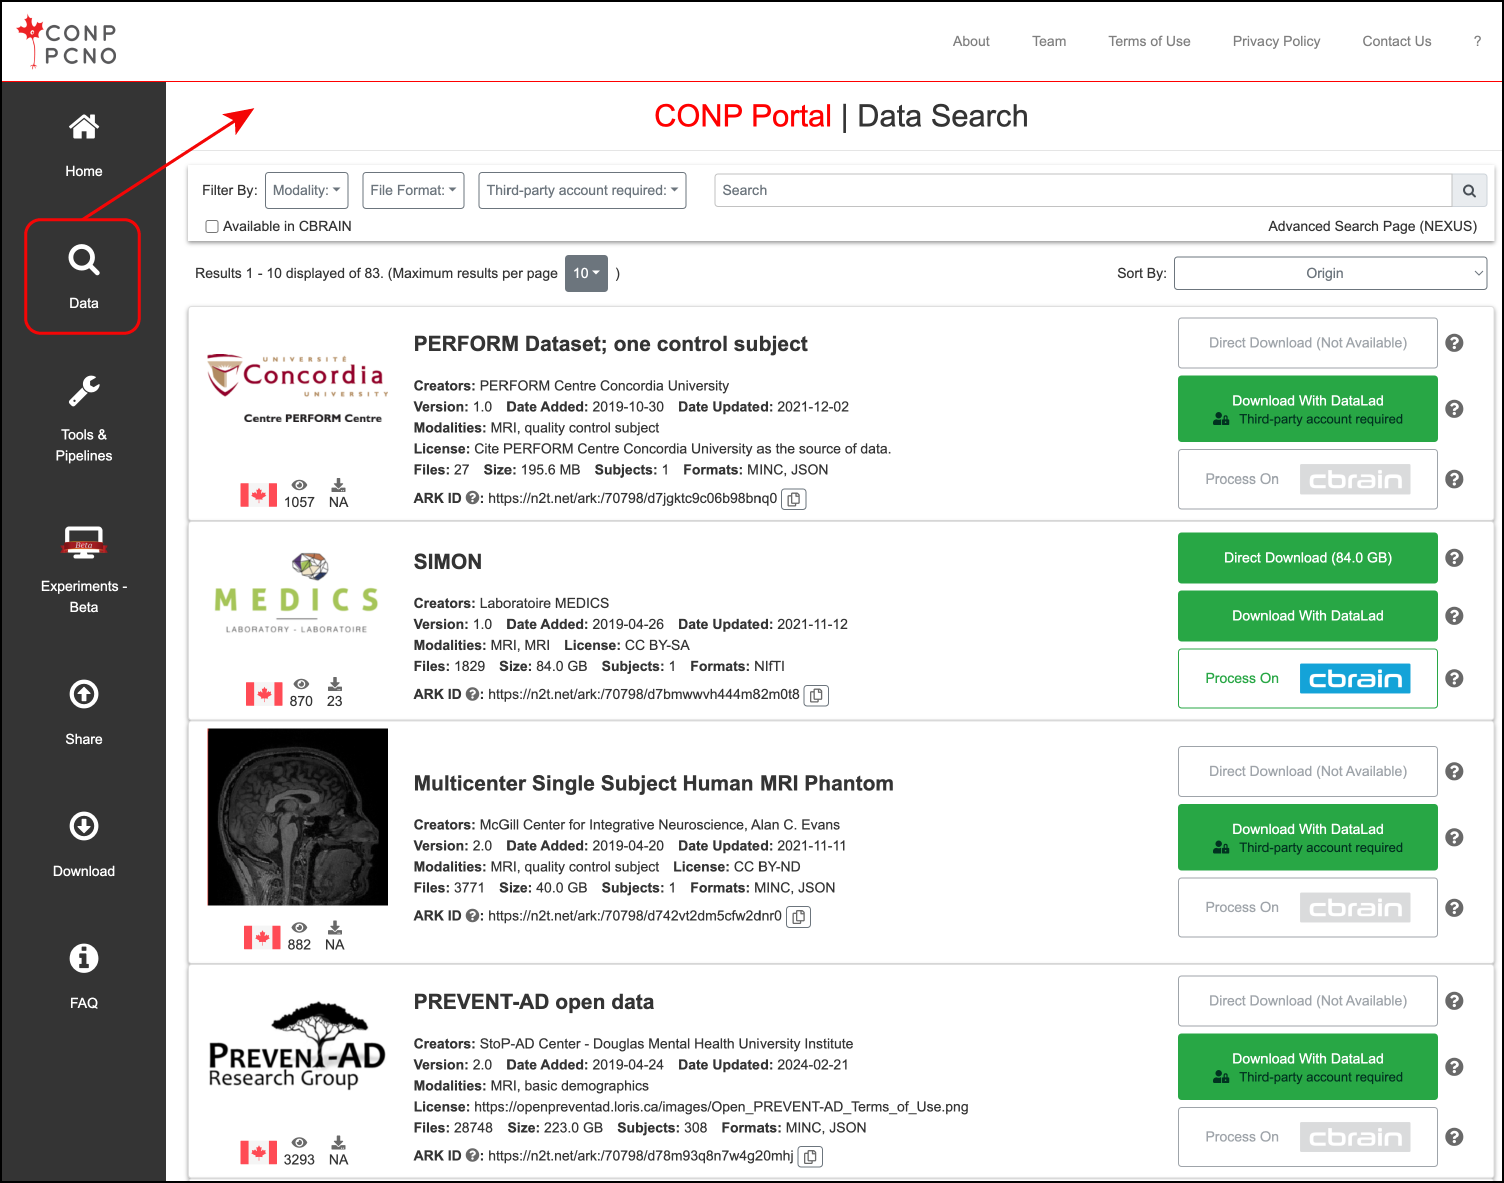 CONP
PCNO
About Team Terms of Use Privacy Policy Contact Us ?
Home
Data
Tools &
Pipelines
Beta
Experiments -
Beta
Share
Download
FAQ
CONP Portal | Data Search
Filter By: Modality: File Format: Third-party account required: Search
Available in CBRAIN Advanced Search Page (NEXUS)
Results 1 - 10 displayed of 83. (Maximum results per page 10 ) Sort By: Origin
UNIVERSITÉ
Concordia
UNIVERSITY
Centre PERFORM Centre
1057 NA
PERFORM Dataset; one control subject
Creators: PERFORM Centre Concordia University
Version: 1.0 Date Added: 2019-10-30 Date Updated: 2021-12-02
Modalities: MRI, quality control subject
License: Cite PERFORM Centre Concordia University as the source of data.
Files: 27 Size: 195.6 MB Subjects: 1 Formats: MINC, JSON
ARK ID ?: https://n2t.net/ark:/70798/d7jgktc9c06b98bnq0
Direct Download (Not Available) ?
Download With DataLad
Third-party account required ?
Process On cbrain ?
MEDICS
LABORATORY - LABORATOIRE
870 23
SIMON
Creators: Laboratoire MEDICS
Version: 1.0 Date Added: 2019-04-26 Date Updated: 2021-11-12
Modalities: MRI, MRI License: CC BY-SA
Files: 1829 Size: 84.0 GB Subjects: 1 Formats: NIfTI
ARK ID ?: https://n2t.net/ark:/70798/d7bmwwvh444m82m0t8
Direct Download (84.0 GB) ?
Download With DataLad ?
Process On cbrain ?
882 NA
Multicenter Single Subject Human MRI Phantom
Creators: McGill Center for Integrative Neuroscience, Alan C. Evans
Version: 2.0 Date Added: 2019-04-20 Date Updated: 2021-11-11
Modalities: MRI, quality control subject License: CC BY-ND
Files: 3771 Size: 40.0 GB Subjects: 1 Formats: MINC, JSON
ARK ID ?: https://n2t.net/ark:/70798/d742vt2dm5cfw2dnr0
Direct Download (Not Available) ?
Download With DataLad
Third-party account required ?
Process On cbrain ?
PREVENT-AD
Research Group
3293 NA
PREVENT-AD open data
Creators: StoP-AD Center - Douglas Mental Health University Institute
Version: 2.0 Date Added: 2019-04-24 Date Updated: 2024-02-21
Modalities: MRI, basic demographics
License: https://openpreventad.loris.ca/images/Open_PREVENT-AD_Terms_of_Use.png
Files: 28748 Size: 223.0 GB Subjects: 308 Formats: MINC, JSON
ARK ID ?: https://n2t.net/ark:/70798/d78m93q8n7w4g20mhj
Direct Download (Not Available) ?
Download With DataLad
Third-party account required ?
Process On cbrain ?